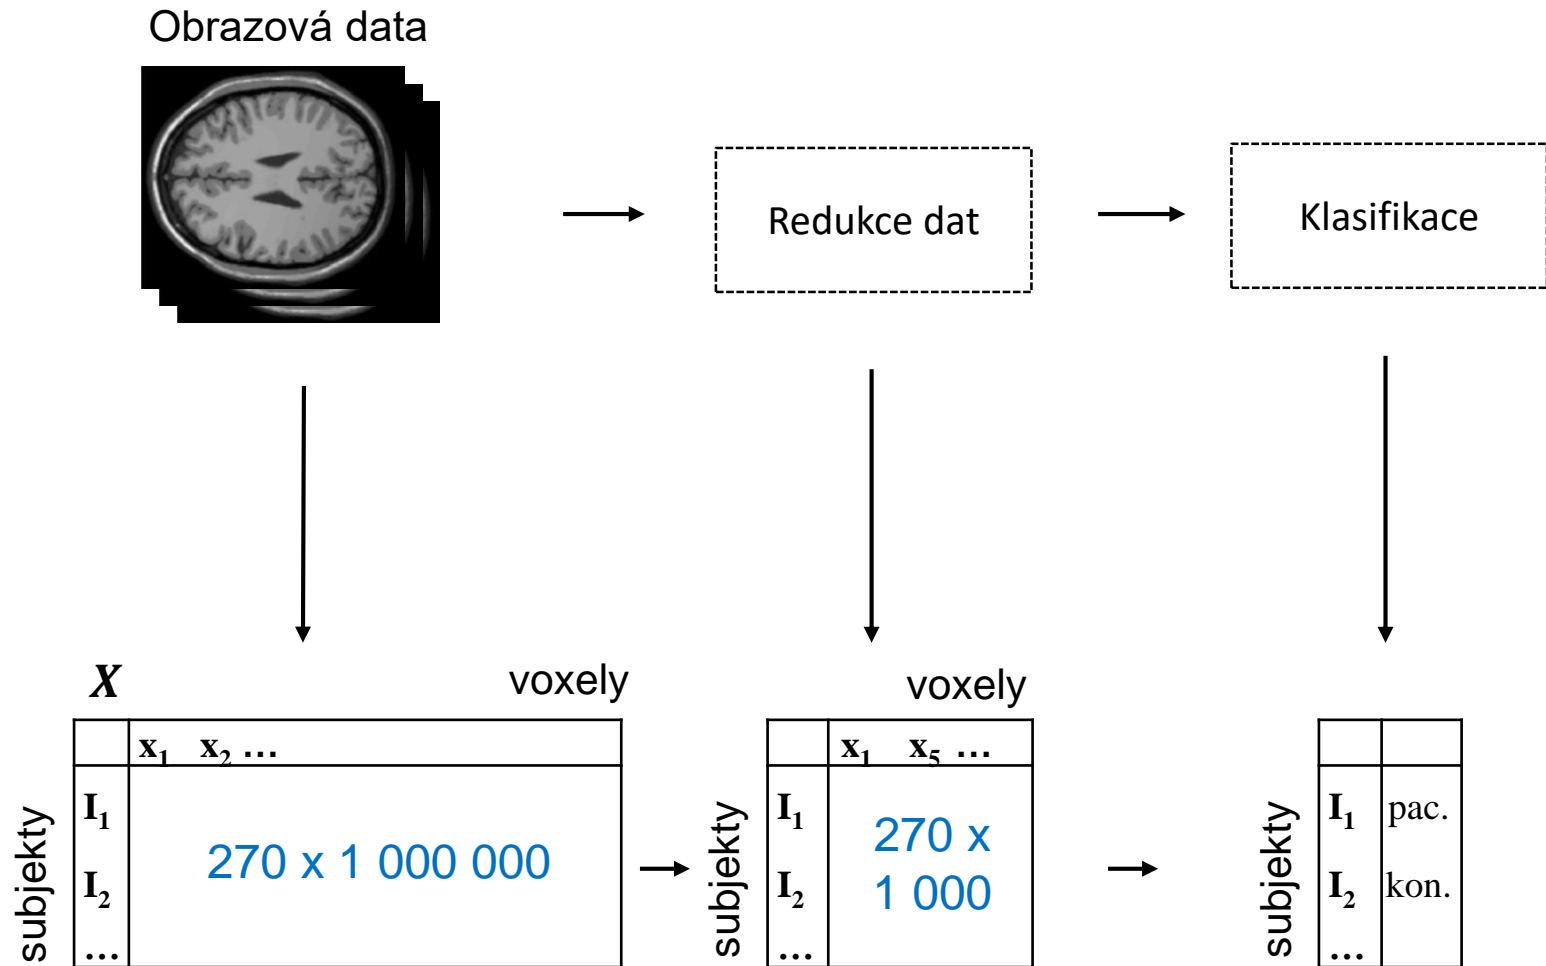 Obrazová data
Redukce dat
Klasifikace
X
voxely
x1 x2 …
subjekty
I1
I2
…
270 x 1 000 000
voxely
x1 x5 …
subjekty
I1
I2
…
270 x
1 000
subjekty
I1 pac.
I2 kon.
…